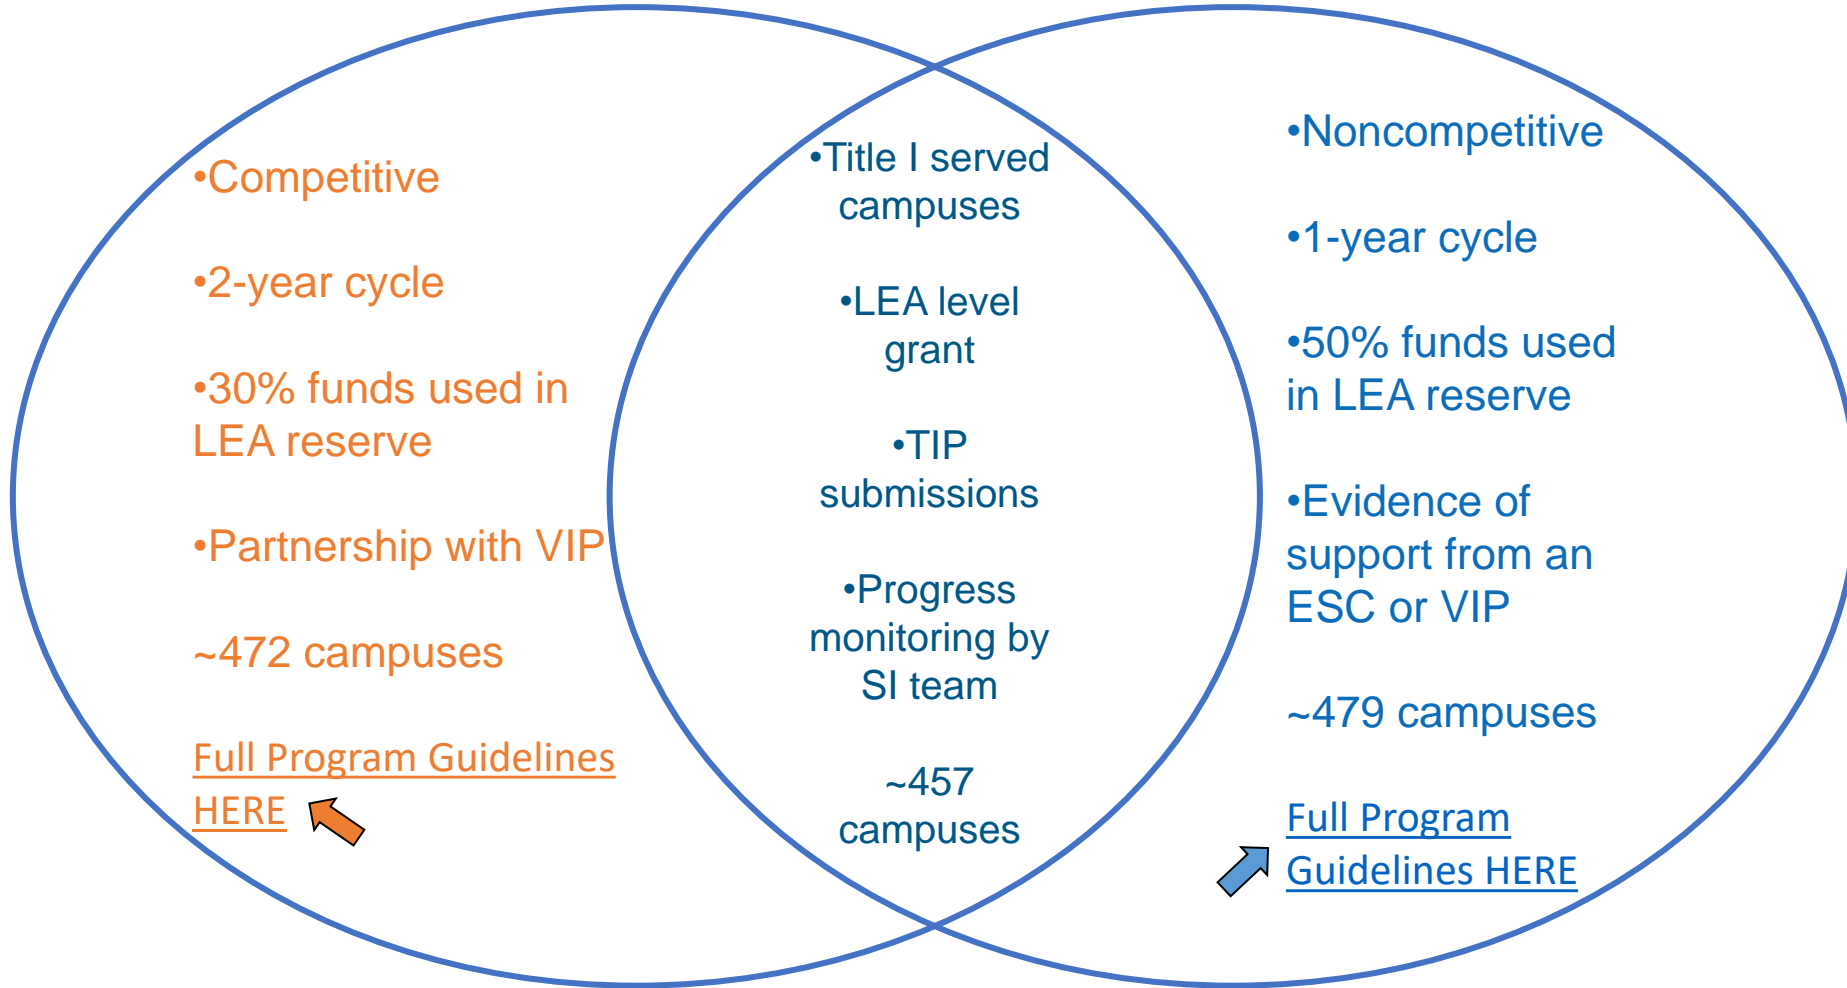 •Competitive
•2-year cycle
•30% funds used in
LEA reserve
•Partnership with VIP
~472 campuses
Full Program Guidelines
HERE
•Title I served
campuses
•LEA level
grant
•TIP
submissions
•Progress
monitoring by
SI team
~457
campuses
•Noncompetitive
•1-year cycle
•50% funds used
in LEA reserve
•Evidence of
support from an
ESC or VIP
~479 campuses
Full Program
Guidelines HERE